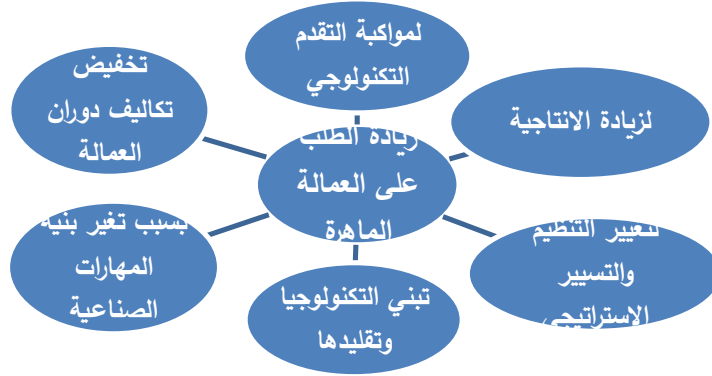 لمواكبة التقدم
التكنولوجي
لزيادة الانتاجية
لتغيير التنظيم
والتسيير
الإستراتيجي
تبني التكنولوجيا
وتقليدها
بسبب تغير بنية
المهارات
الصناعية
تخفيض
تكاليف دوران
العمالة
زيادة الطلب
على العمالة
الماهرة